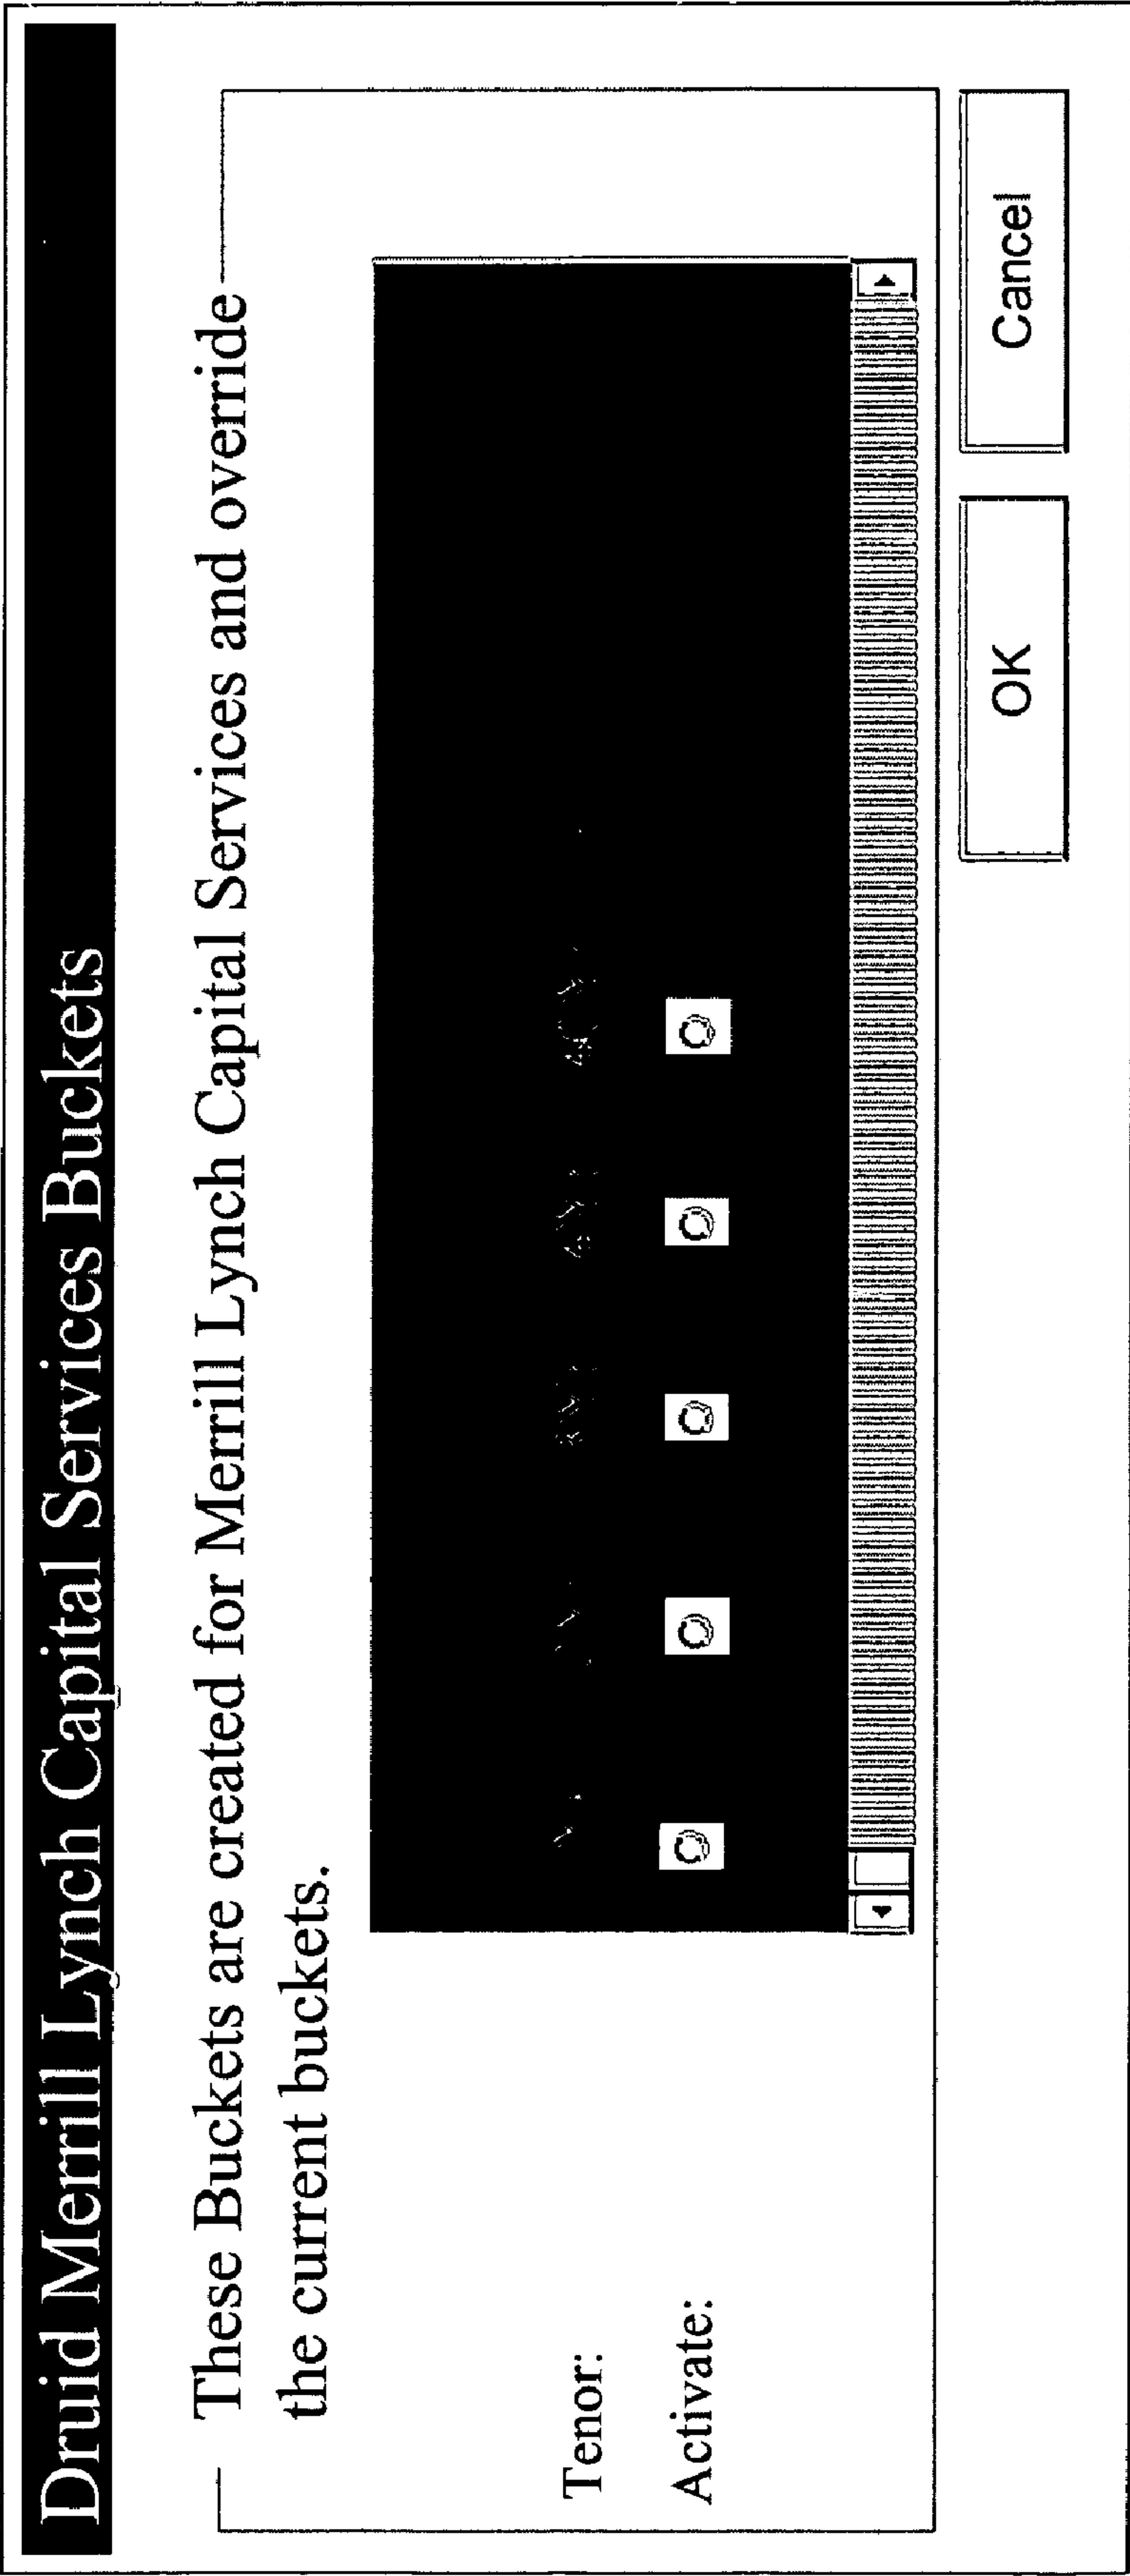 Druid Merrill Lynch Capital Services Buckets
These Buckets are created for Merrill Lynch Capital Services and override
the current buckets.
Tenor:
Activate:
OK
Cancel